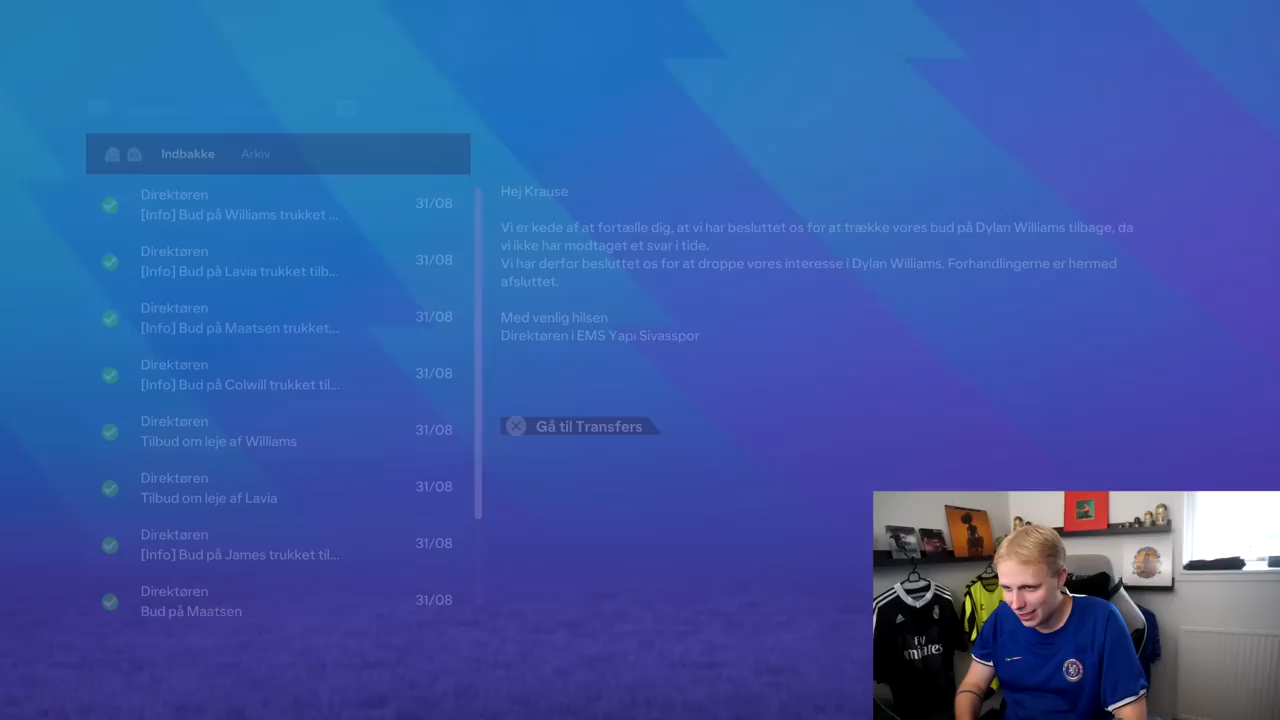 Indbakke Arkiv
Direktøren
[Info] Bud på Williams trukket ...
31/08
Direktøren
[Info] Bud på Lavia trukket tilb...
31/08
Direktøren
[Info] Bud på Maatsen trukket...
31/08
Direktøren
[Info] Bud på Colwill trukket til...
31/08
Direktøren
Tilbud om leje af Williams
31/08
Direktøren
Tilbud om leje af Lavia
31/08
Direktøren
[Info] Bud på James trukket til...
31/08
Direktøren
Bud på Maatsen
31/08
Hej Krause
Vi er kede af at fortælle dig, at vi har besluttet os for at trække vores bud på Dylan Williams tilbage, da
vi ikke har modtaget et svar i tide.
Vi har derfor besluttet os for at droppe vores interesse i Dylan Williams. Forhandlingerne er hermed
afsluttet.
Med venlig hilsen
Direktøren i EMS Yapı Sivasspor
Gå til Transfers
Fly
Emirates